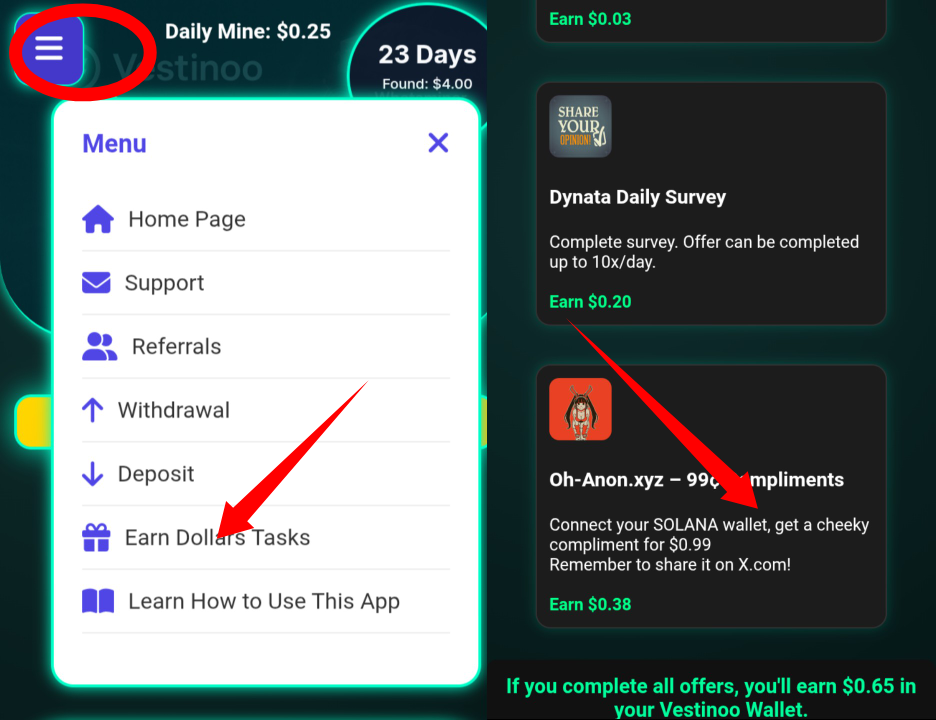 Daily Mine: $0.25
Vestinoo
23 Days
Found: $4.00
Menu
Home Page
Support
Referrals
Withdrawal
Deposit
Earn Dollars Tasks
Learn How to Use This App
Earn $0.03
SHARE
YOUR
OPINION!
Dynata Daily Survey
Complete survey. Offer can be completed
up to 10x/day.
Earn $0.20
Oh-Anon.xyz – 99¢ Compliments
Connect your SOLANA wallet, get a cheeky
compliment for $0.99
Remember to share it on X.com!
Earn $0.38
If you complete all offers, you'll earn $0.65 in
your Vestinoo Wallet.